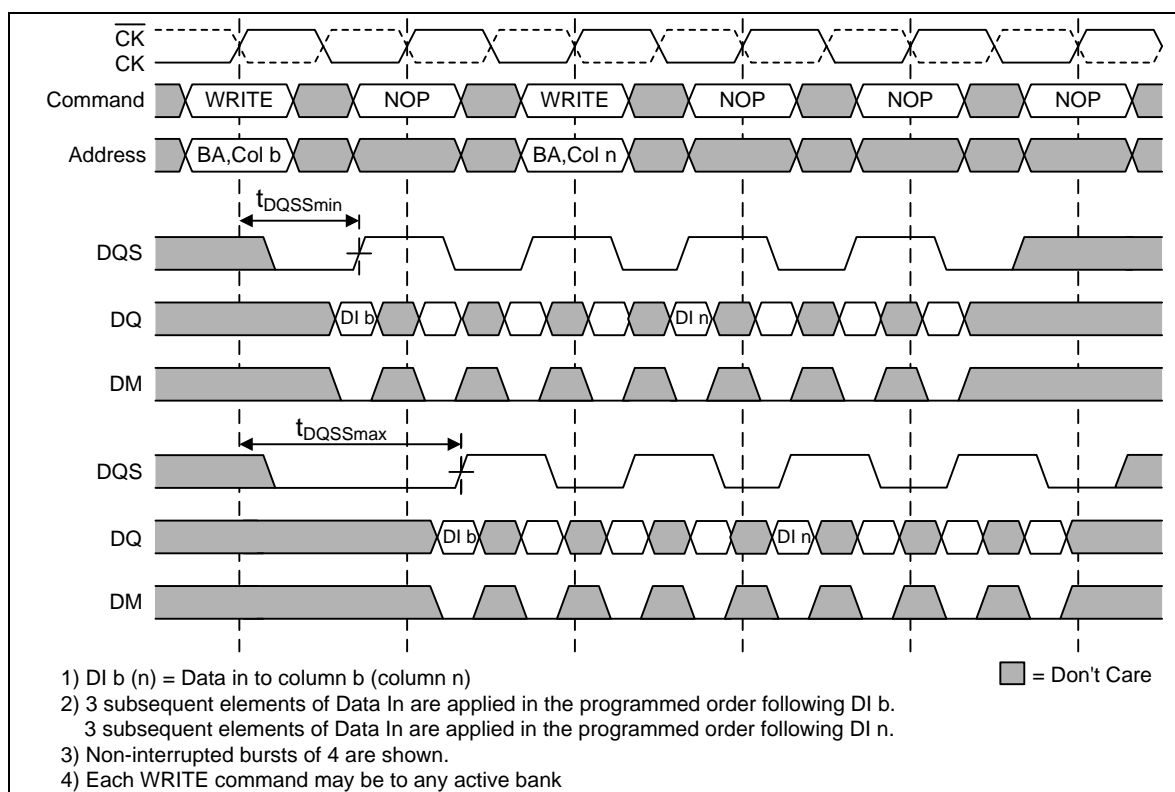 CK
CK
Command WRITE NOP WRITE NOP NOP NOP
Address BA,Col b BA,Col n
tDQSSmin
DQS
DQ DI b DI n
DM
tDQSSmax
DQS
DQ DI b DI n
DM
1) DI b (n) = Data in to column b (column n) = Don't Care
2) 3 subsequent elements of Data In are applied in the programmed order following DI b.
3 subsequent elements of Data In are applied in the programmed order following DI n.
3) Non-interrupted bursts of 4 are shown.
4) Each WRITE command may be to any active bank